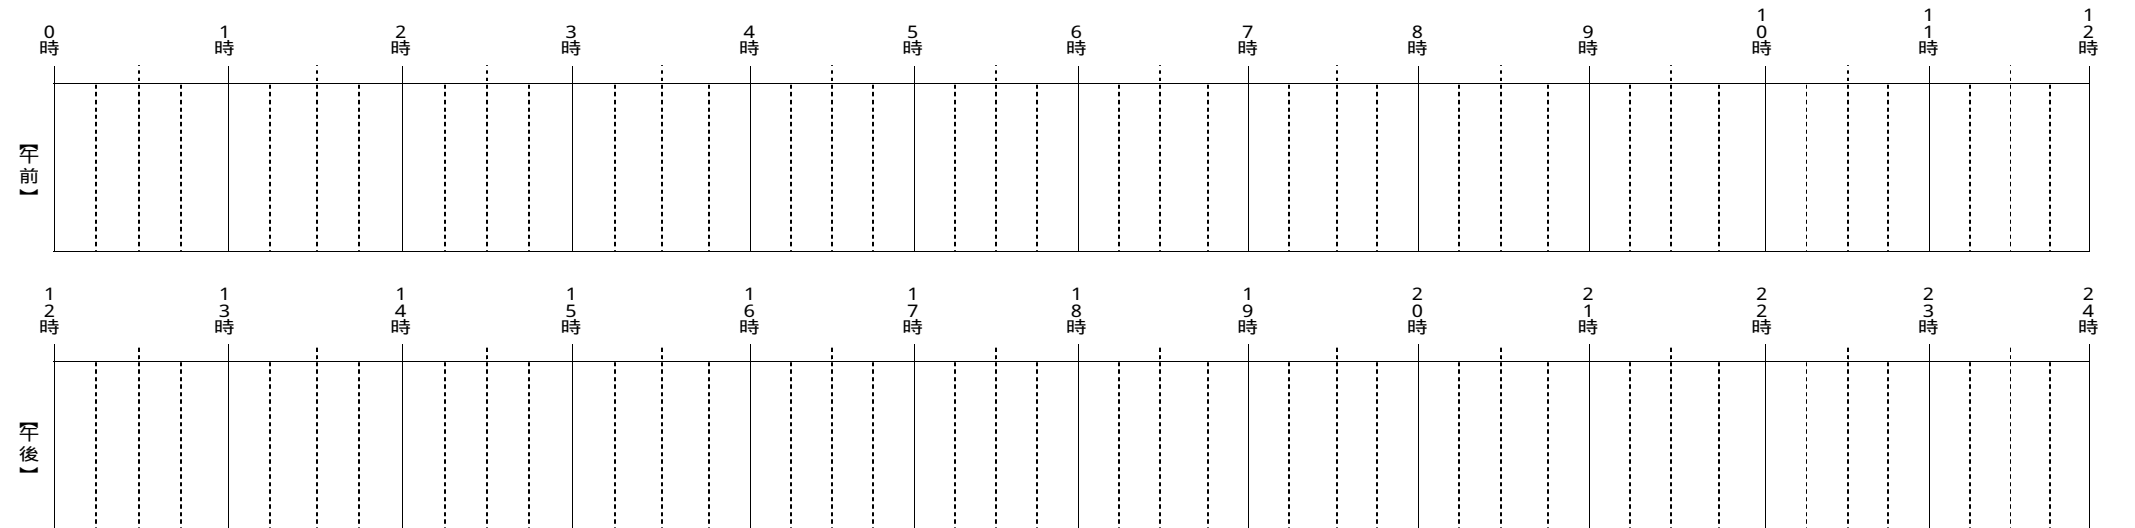 0時 1時 2時 3時 4時 5時 6時 7時 8時 9時 10時 11時 12時
【午前】
12時 13時 14時 15時 16時 17時 18時 19時 20時 21時 22時 23時 24時
【午後】